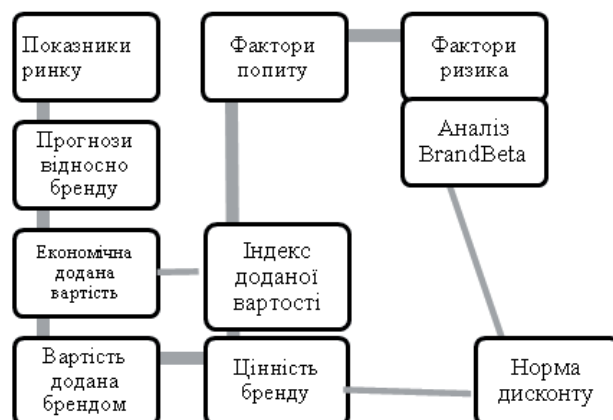 Показники
ринку
Фактори
попиту
Фактори
ризика
Прогнози
відносно
бренду
Аналіз
BrandBeta
Економічна
додана
вартість
Індекс
доданої
вартості
Вартість
додана
брендом
Цінність
бренду
Норма
дисконту